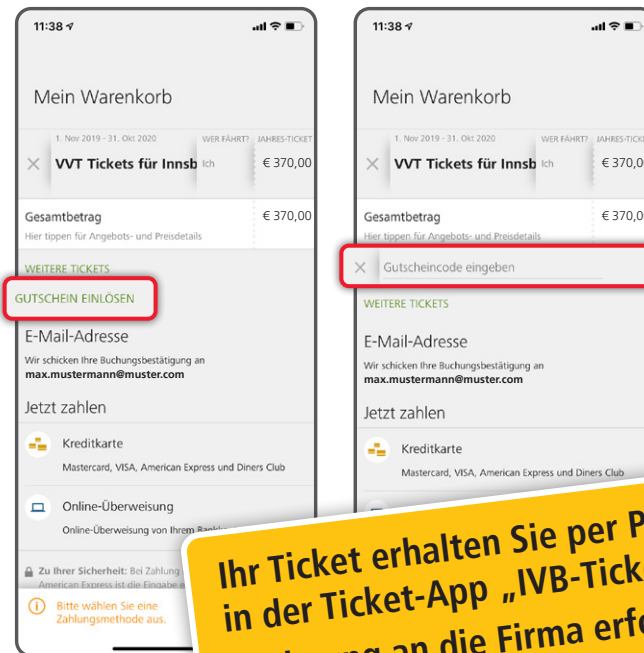 11:38
Mein Warenkorb
1. Nov 2019 - 31. Okt 2020 WER FÄHRT? JAHRES-TICKET
VVT Tickets für Innsb Ich € 370,00
Gesamtbetrag € 370,00
Hier tippen für Angebots- und Preisdetails
WEITERE TICKETS
GUTSCHEIN EINLÖSEN
E-Mail-Adresse
Wir schicken Ihre Buchungsbestätigung an
max.mustermann@muster.com
Jetzt zahlen
Kreditkarte
Mastercard, VISA, American Express und Diners Club
Online-Überweisung
Online-Überweisung von Ihrem
Zu Ihrer Sicherheit: Bei Zahlung
American Express ist die Eingabe
Bitte wählen Sie eine
Zahlungsmethode aus.
11:38
Mein Warenkorb
1. Nov 2019 - 31. Okt 2020 WER FÄHRT? JAHRES-TICKE
VVT Tickets für Innsb Ich € 370,0
Gesamtbetrag € 370,0
Hier tippen für Angebots- und Preisdetails
Gutscheincode eingeben
WEITERE TICKETS
E-Mail-Adresse
Wir schicken Ihre Buchungsbestätigung an
max.mustermann@muster.com
Jetzt zahlen
Kreditkarte
Mastercard, VISA, American Express und Diners Club
Ihr Ticket erhalten Sie per P
in der Ticket-App „IVB-Ticke
an die Firma erfo